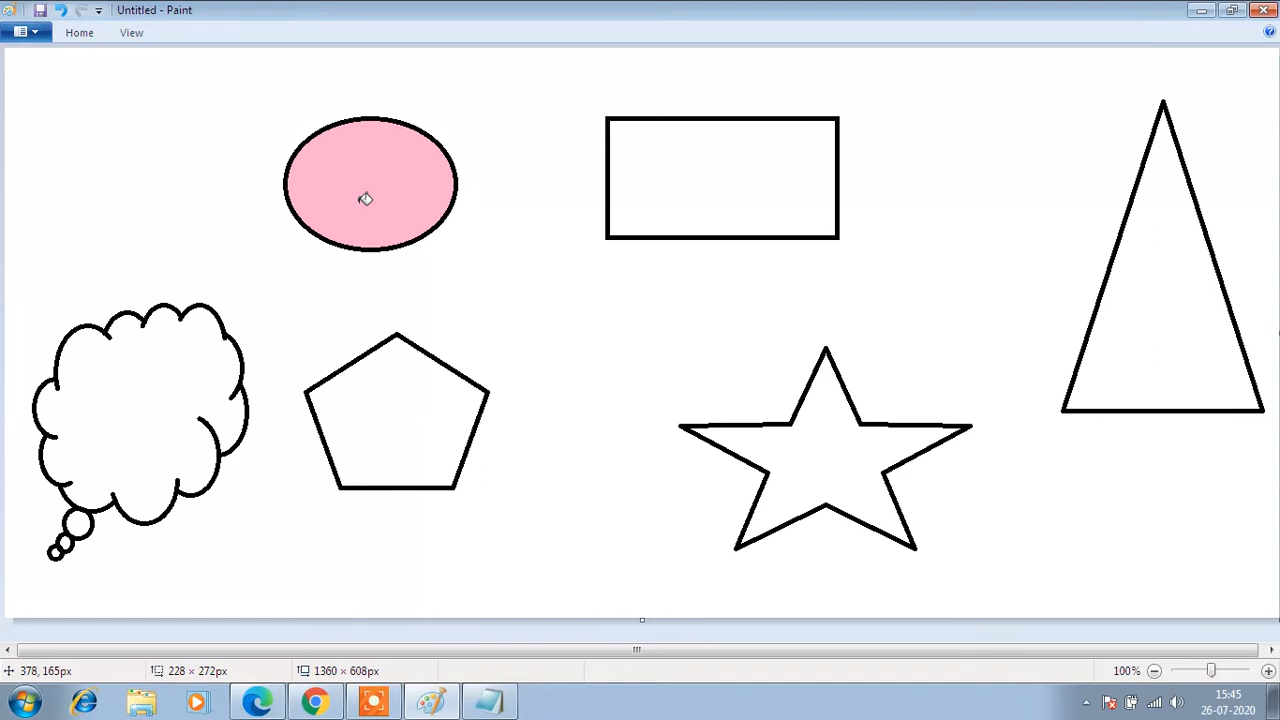 Untitled - Paint
Home View
378, 165px 228 × 272px 1360 × 608px 100%
15:45
26-07-2020